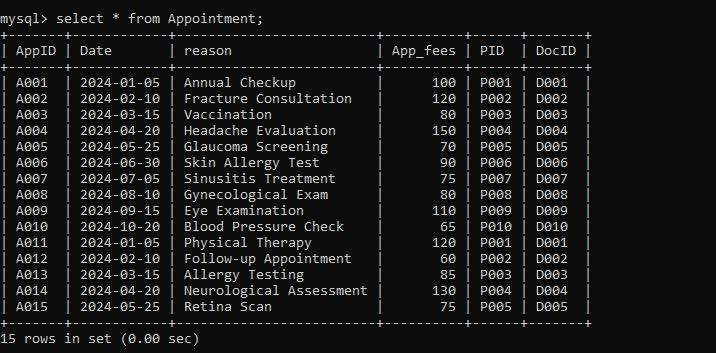 mysql> select * from Appointment;
+-------+------------+-------------------------+----------+------+-------+
| AppID | Date       | reason                  | App_fees | PID  | DocID |
+-------+------------+-------------------------+----------+------+-------+
| A001  | 2024-01-05 | Annual Checkup          |      100 | P001 | D001  |
| A002  | 2024-02-10 | Fracture Consultation   |      120 | P002 | D002  |
| A003  | 2024-03-15 | Vaccination             |       80 | P003 | D003  |
| A004  | 2024-04-20 | Headache Evaluation     |      150 | P004 | D004  |
| A005  | 2024-05-25 | Glaucoma Screening      |       70 | P005 | D005  |
| A006  | 2024-06-30 | Skin Allergy Test       |       90 | P006 | D006  |
| A007  | 2024-07-05 | Sinusitis Treatment     |       75 | P007 | D007  |
| A008  | 2024-08-10 | Gynecological Exam      |       80 | P008 | D008  |
| A009  | 2024-09-15 | Eye Examination         |      110 | P009 | D009  |
| A010  | 2024-10-20 | Blood Pressure Check    |       65 | P010 | D010  |
| A011  | 2024-01-05 | Physical Therapy        |      120 | P001 | D001  |
| A012  | 2024-02-10 | Follow-up Appointment   |       60 | P002 | D002  |
| A013  | 2024-03-15 | Allergy Testing         |       85 | P003 | D003  |
| A014  | 2024-04-20 | Neurological Assessment |      130 | P004 | D004  |
| A015  | 2024-05-25 | Retina Scan             |       75 | P005 | D005  |
+-------+------------+-------------------------+----------+------+-------+
15 rows in set (0.00 sec)